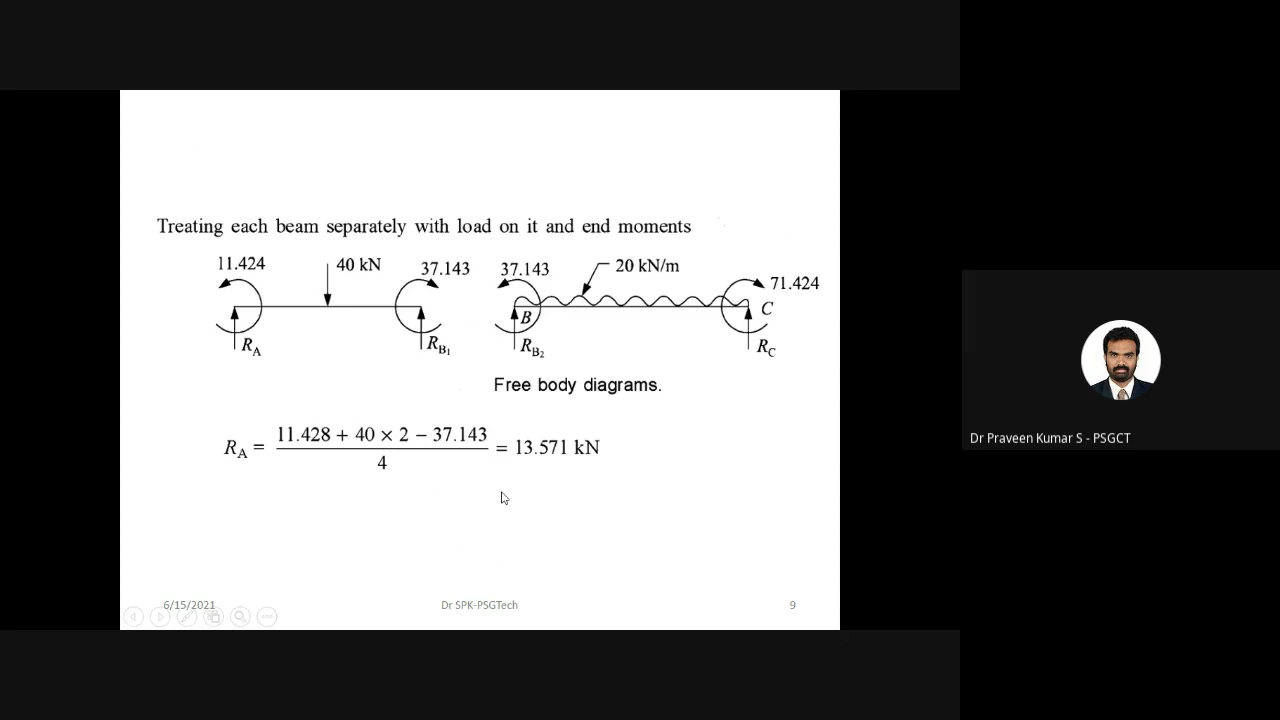 Treating each beam separately with load on it and end moments
11.424
40 kN
37.143
37.143
20 kN/m
71.424
B
C
R_A
R_B₁
R_B₂
R_C
Free body diagrams.
R_A = (11.428 + 40 × 2 − 37.143) / 4 = 13.571 kN
6/15/2021
Dr SPK-PSGTech
9
Dr Praveen Kumar S - PSGCT